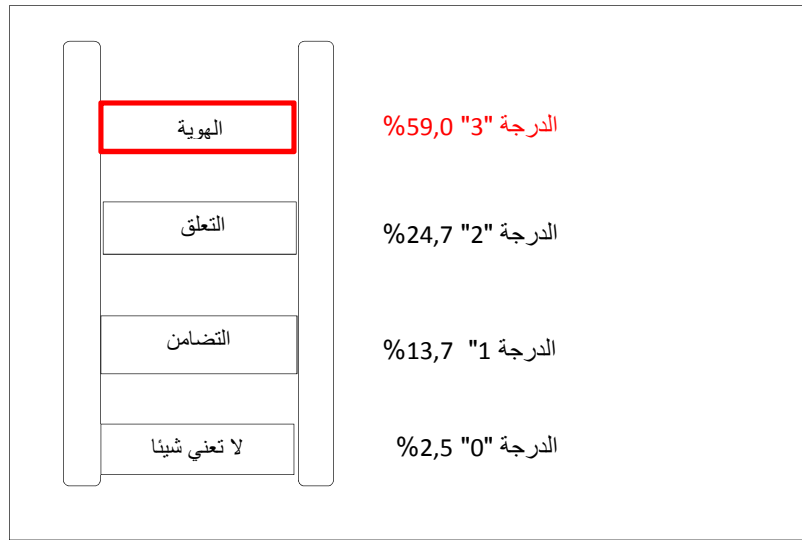 الهوية
الدرجة "3" 59,0%
التعلق
الدرجة "2" 24,7%
التضامن
الدرجة 1" 13,7%
لا تعني شيئا
الدرجة "0" 2,5%